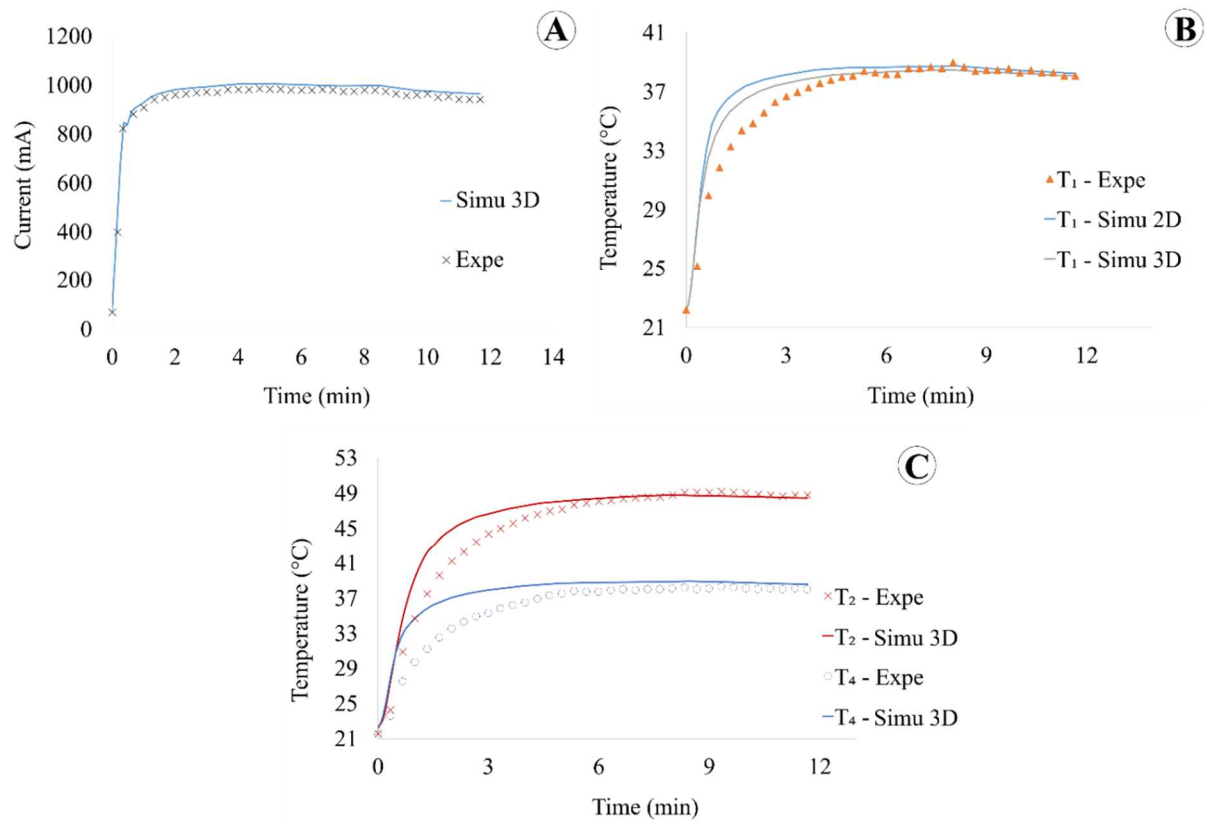 A
1200
1000
800
600
400
200
0
Current (mA)
Simu 3D
Expe
0 2 4 6 8 10 12 14
Time (min)
B
41
37
33
29
25
21
Temperature (°C)
T₁ - Expe
T₁ - Simu 2D
T₁ - Simu 3D
0 3 6 9 12
Time (min)
C
53
49
45
41
37
33
29
25
21
Temperature (°C)
T₂ - Expe
T₂ - Simu 3D
T₄ - Expe
T₄ - Simu 3D
0 3 6 9 12
Time (min)